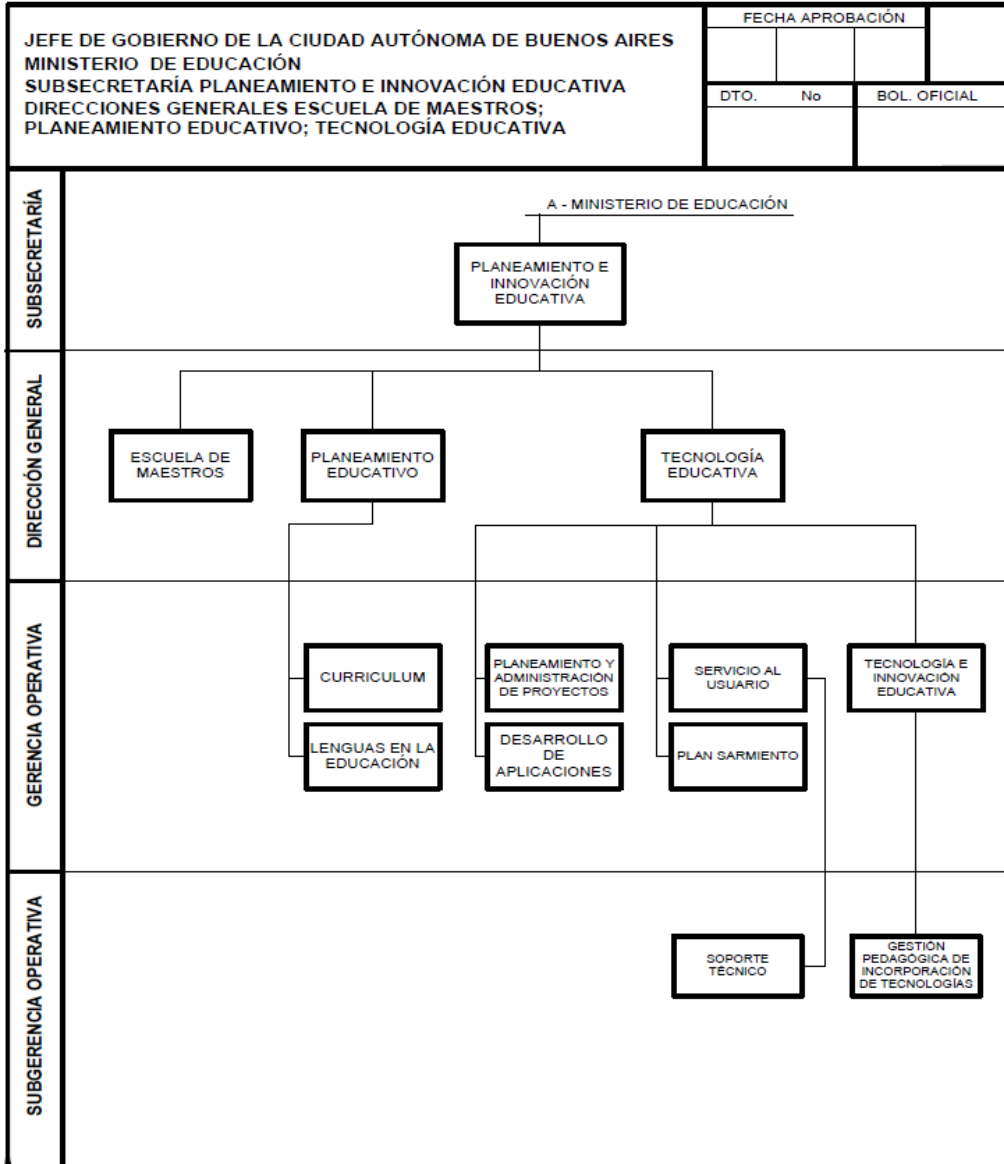 JEFE DE GOBIERNO DE LA CIUDAD AUTÓNOMA DE BUENOS AIRES
MINISTERIO DE EDUCACIÓN
SUBSECRETARÍA PLANEAMIENTO E INNOVACIÓN EDUCATIVA
DIRECCIONES GENERALES ESCUELA DE MAESTROS;
PLANEAMIENTO EDUCATIVO; TECNOLOGÍA EDUCATIVA
FECHA APROBACIÓN
DTO. No
BOL. OFICIAL
SUBSECRETARÍA
A - MINISTERIO DE EDUCACIÓN
PLANEAMIENTO E
INNOVACIÓN
EDUCATIVA
DIRECCIÓN GENERAL
ESCUELA DE
MAESTROS
PLANEAMIENTO
EDUCATIVO
TECNOLOGÍA
EDUCATIVA
GERENCIA OPERATIVA
CURRICULUM
PLANEAMIENTO Y
ADMINISTRACIÓN
DE PROYECTOS
SERVICIO AL
USUARIO
TECNOLOGÍA E
INNOVACIÓN
EDUCATIVA
LENGUAS EN LA
EDUCACIÓN
DESARROLLO
DE
APLICACIONES
PLAN SARMIENTO
SUBGERENCIA OPERATIVA
SOPORTE
TÉCNICO
GESTIÓN
PEDAGÓGICA DE
INCORPORACIÓN
DE TECNOLOGÍAS